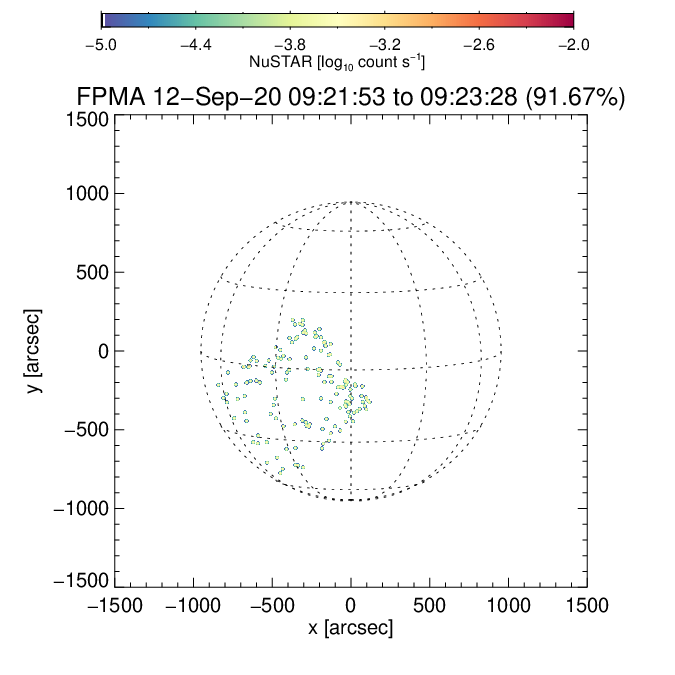 −5.0 −4.4 −3.8 −3.2 −2.6 −2.0
NuSTAR [log₁₀ count s⁻¹]
FPMA 12−Sep−20 09:21:53 to 09:23:28 (91.67%)
1500
1000
500
0
−500
−1000
−1500
y [arcsec]
−1500 −1000 −500 0 500 1000 1500
x [arcsec]